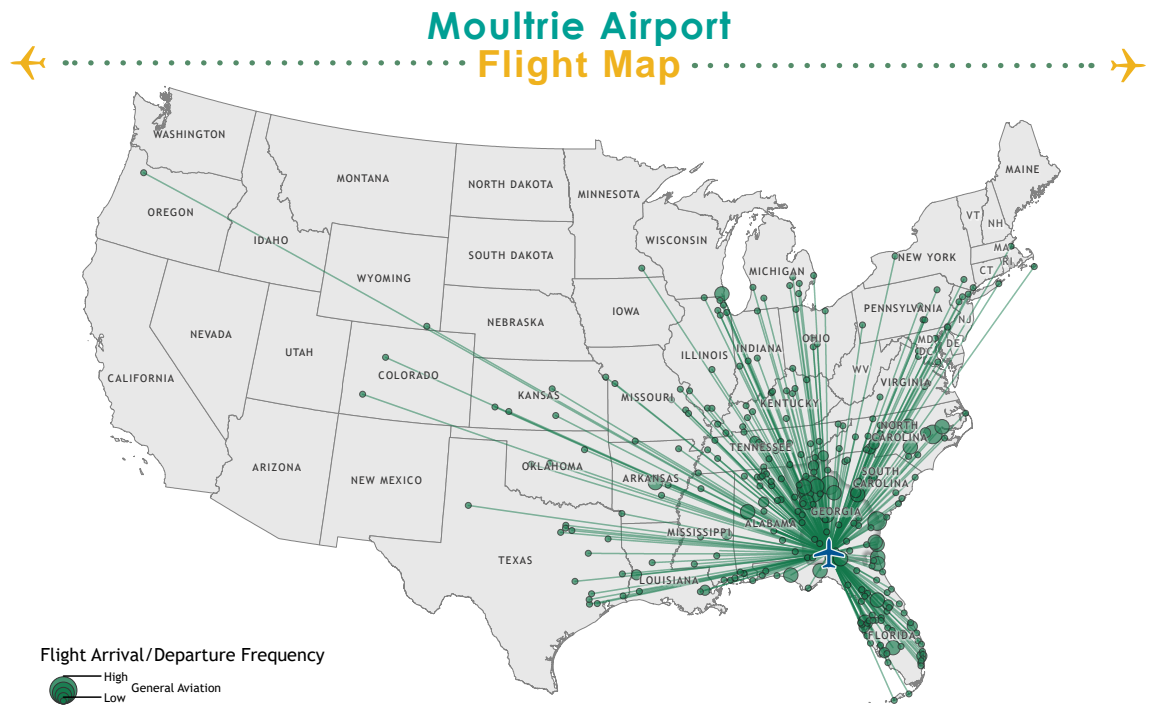 Moultrie Airport
Flight Map
WASHINGTON
MAINE
MONTANA
NORTH DAKOTA
MINNESOTA
OREGON
VT
NH
IDAHO
WISCONSIN
MA
SOUTH DAKOTA
NEW YORK
RI
WYOMING
MICHIGAN
CT
IOWA
PENNSYLVANIA
NEBRASKA
NJ
NEVADA
OHIO
MD
DE
UTAH
ILLINOIS
INDIANA
DC
COLORADO
WV
CALIFORNIA
VIRGINIA
KANSAS
MISSOURI
KENTUCKY
NORTH
CAROLINA
TENNESSEE
ARIZONA
OKLAHOMA
SOUTH
CAROLINA
NEW MEXICO
ARKANSAS
GEORGIA
ALABAMA
MISSISSIPPI
TEXAS
LOUISIANA
FLORIDA
Flight Arrival/Departure Frequency
High
General Aviation
Low